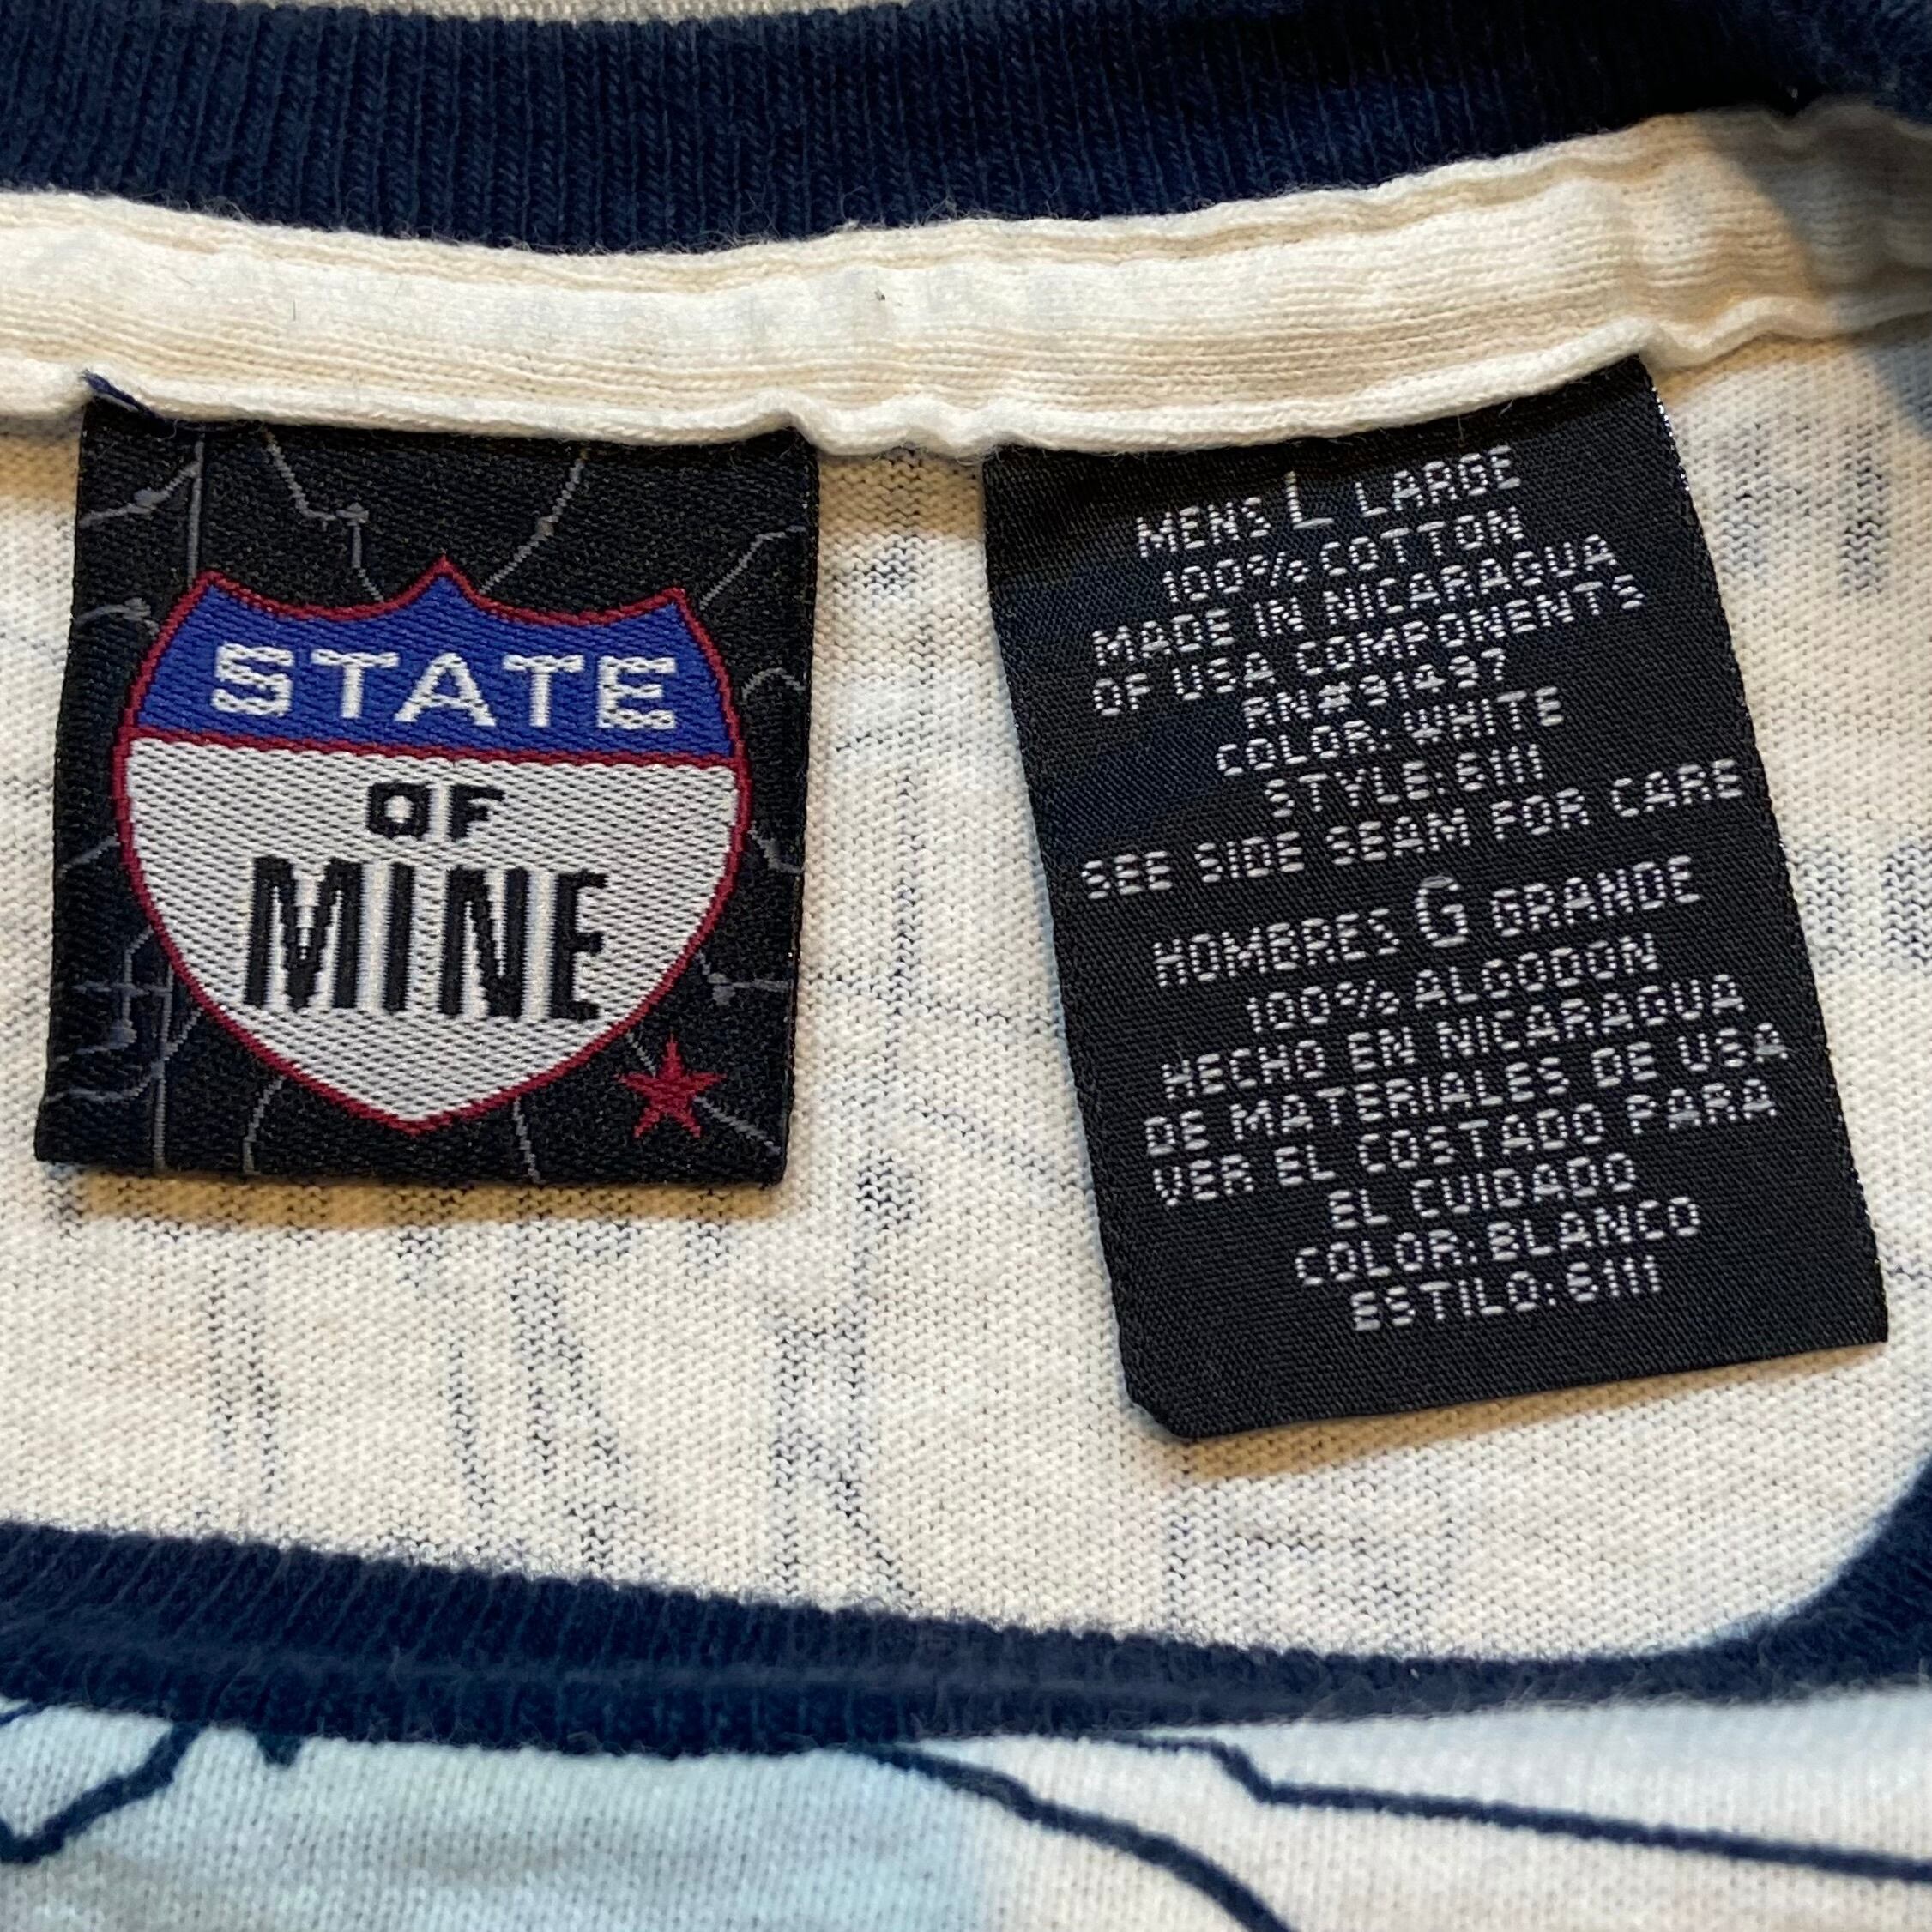 STATE
OF
MINE
MENS L LARGE
100% COTTON
MADE IN NICARAGUA
OF USA COMPONENTS
RN#91497
COLOR: WHITE
STYLE: 6111
SEE SIDE SEAM FOR CARE
HOMBRES G GRANDE
100% ALGODON
HECHO EN NICARAGUA
DE MATERIALES DE USA
VER EL COSTADO PARA
EL CUIDADO
COLOR: BLANCO
ESTILO: 6111